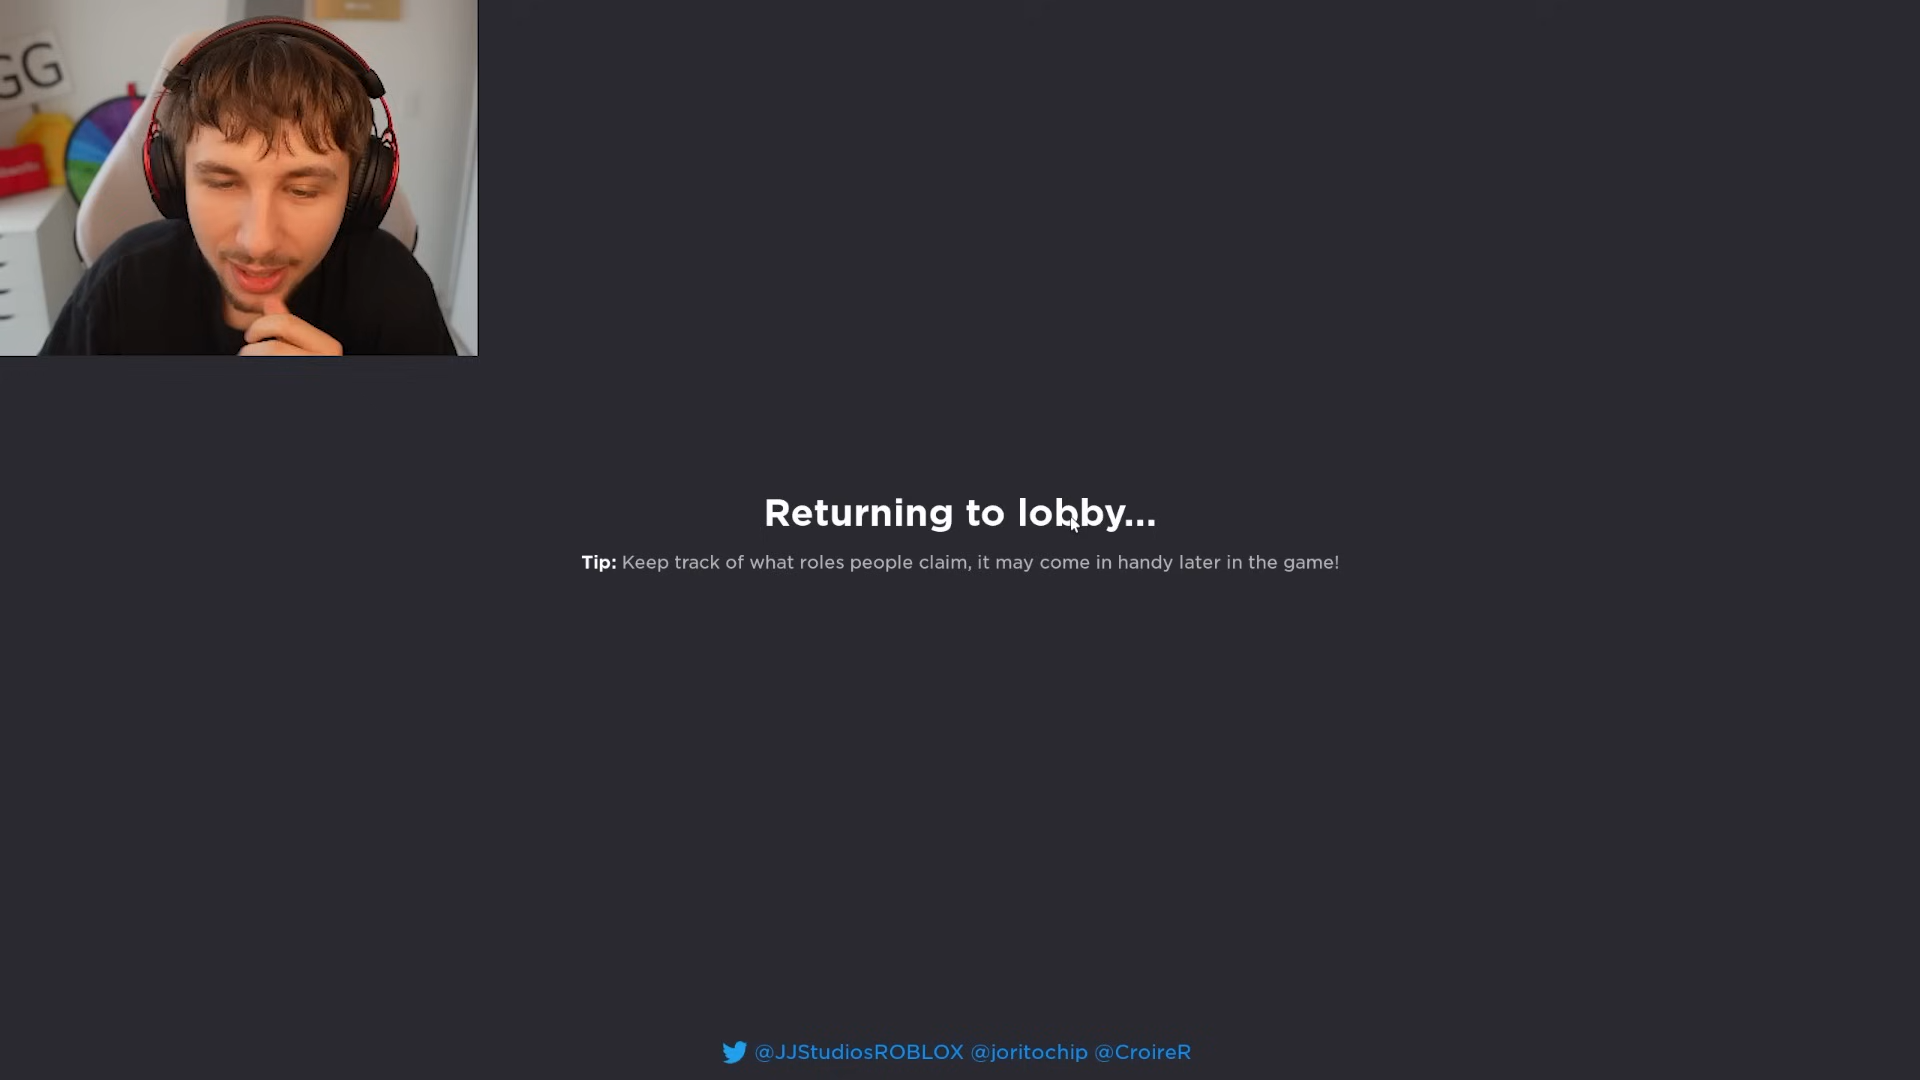 GG
Returning to lobby...
Tip: Keep track of what roles people claim, it may come in handy later in the game!
@JJStudiosROBLOX @joritochip @CroireR